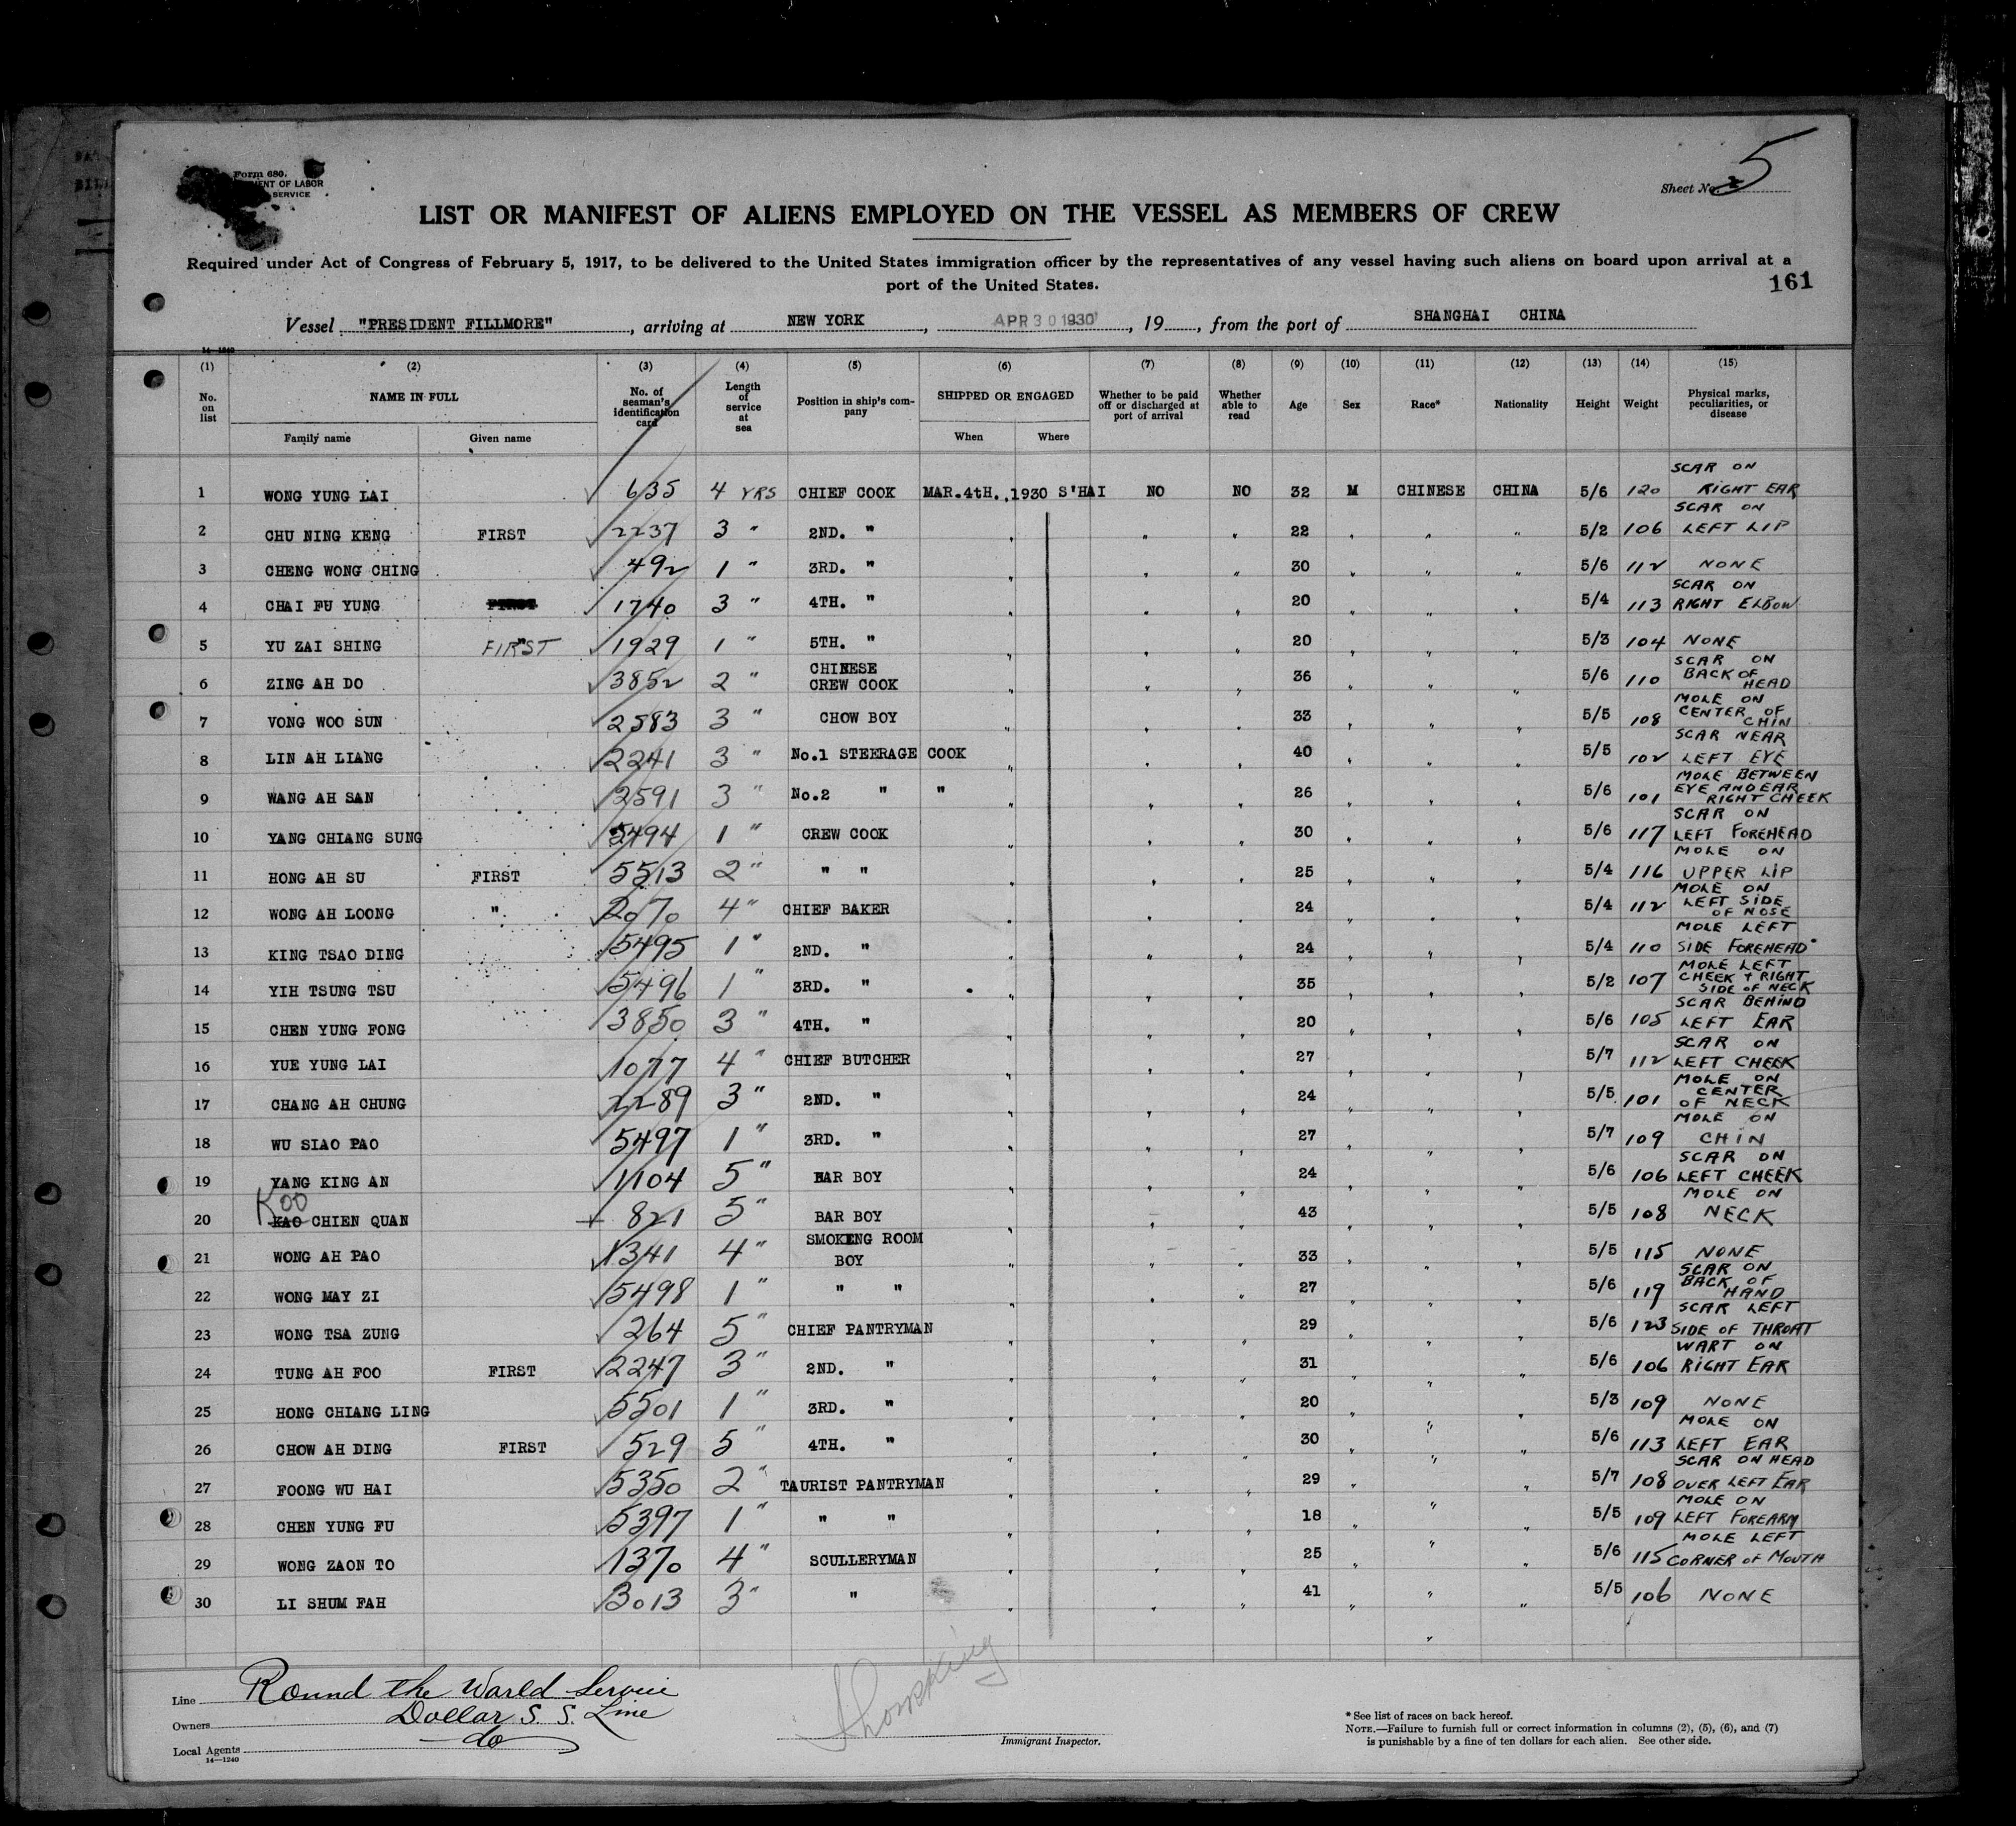 Form 680.
MENT OF LABOR
SERVICE
Sheet No. 5
LIST OR MANIFEST OF ALIENS EMPLOYED ON THE VESSEL AS MEMBERS OF CREW
Required under Act of Congress of February 5, 1917, to be delivered to the United States immigration officer by the representatives of any vessel having such aliens on board upon arrival at a
port of the United States.
161
Vessel "PRESIDENT FILLMORE", arriving at NEW YORK, APR 30 1930, 19, from the port of SHANGHAI CHINA
14—1240
(1) (2) (3) (4) (5) (6) (7) (8) (9) (10) (11) (12) (13) (14) (15)
No. on list NAME IN FULL Family name Given name No. of seaman's identification card Length of service at sea Position in ship's company SHIPPED OR ENGAGED When Where Whether to be paid off or discharged at port of arrival Whether able to read Age Sex Race* Nationality Height Weight Physical marks, peculiarities, or disease
1 WONG YUNG LAI 635 4 YRS CHIEF COOK MAR.4tH.,1930 S'HAI NO NO 32 M CHINESE CHINA 5/6 120 SCAR ON RIGHT EAR
2 CHU NING KENG FIRST 2237 3 " 2ND. " " " " 22 " " " 5/2 106 SCAR ON LEFT LIP
3 CHENG WONG CHING 492 1 " 3RD. " " " " 30 " " " 5/6 112 NONE
4 CHAI FU YUNG FIRST 1740 3 " 4TH. " " " " 20 " " " 5/4 113 SCAR ON RIGHT ELBOW
5 YU ZAI SHING FIRST 1929 1 " 5TH. " " " " 20 " " " 5/3 104 NONE
6 ZING AH DO 3852 2 " CHINESE CREW COOK " " " 36 " " " 5/6 110 SCAR ON BACK OF HEAD
7 VONG WOO SUN 2583 3 " CHOW BOY " " " 33 " " " 5/5 108 MOLE ON CENTER OF CHIN
8 LIN AH LIANG 2241 3 " No.1 STEERAGE COOK " " " 40 " " " 5/5 102 SCAR NEAR LEFT EYE
9 WANG AH SAN 2591 3 " No.2 " " " " " 26 " " " 5/6 101 MOLE BETWEEN EYE AND EAR RIGHT CHEEK
10 YANG CHIANG SUNG 5494 1 " CREW COOK " " " 30 " " " 5/6 117 SCAR ON LEFT FOREHEAD
11 HONG AH SU FIRST 5513 2 " " " " " " 25 " " " 5/4 116 MOLE ON UPPER LIP
12 WONG AH LOONG " 2070 4 " CHIEF BAKER " " " 24 " " " 5/4 112 MOLE ON LEFT SIDE OF NOSE
13 KING TSAO DING 5495 1 " 2ND. " " " " 24 " " " 5/4 110 MOLE LEFT SIDE FOREHEAD
14 YIH TSUNG TSU 5496 1 " 3RD. " " " " 35 " " " 5/2 107 MOLE LEFT CHEEK + RIGHT SIDE OF NECK
15 CHEN YUNG FONG 3850 3 " 4TH. " " " " 20 " " " 5/6 105 SCAR BEHIND LEFT EAR
16 YUE YUNG LAI 1077 4 " CHIEF BUTCHER " " " 27 " " " 5/7 112 SCAR ON LEFT CHEEK
17 CHANG AH CHUNG 2289 3 " 2ND. " " " " 24 " " " 5/5 101 MOLE ON CENTER OF NECK
18 WU SIAO PAO 5497 1 " 3RD. " " " " 27 " " " 5/7 109 MOLE ON CHIN
19 YANG KING AN 1104 5 " BAR BOY " " " 24 " " " 5/6 106 SCAR ON LEFT CHEEK
20 KOO KAO CHIEN QUAN 821 5 " BAR BOY " " " 43 " " " 5/5 108 MOLE ON NECK
21 WONG AH PAO 1341 4 " SMOKING ROOM BOY " " " 33 " " " 5/5 115 NONE
22 WONG MAY ZI 5498 1 " " " " " " 27 " " " 5/6 119 SCAR ON BACK OF HAND
23 WONG TSA ZUNG 264 5 " CHIEF PANTRYMAN " " " 29 " " " 5/6 123 SCAR LEFT SIDE OF THROAT
24 TUNG AH FOO FIRST 2247 3 " 2ND. " " " " 31 " " " 5/6 106 WART ON RIGHT EAR
25 HONG CHIANG LING 5501 1 " 3RD. " " " " 20 " " " 5/3 109 NONE
26 CHOW AH DING FIRST 529 5 " 4TH. " " " " 30 " " " 5/6 113 MOLE ON LEFT EAR
27 FOONG WU HAI 5350 2 " TAURIST PANTRYMAN " " " 29 " " " 5/7 108 SCAR ON HEAD OVER LEFT EAR
28 CHEN YUNG FU 5397 1 " " " " " " 18 " " " 5/5 109 MOLE ON LEFT FOREARM
29 WONG ZAON TO 1370 4 " SCULLERYMAN " " " 25 " " " 5/6 115 MOLE LEFT CORNER OF MOUTH
30 LI SHUM FAH 3013 3 " " " " " 41 " " " 5/5 106 NONE
Line Round the World Service
Owners Dollar S. S. Line
Local Agents do
14—1240
Immigrant Inspector.
*See list of races on back hereof.
NOTE.—Failure to furnish full or correct information in columns (2), (5), (6), and (7)
is punishable by a fine of ten dollars for each alien. See other side.